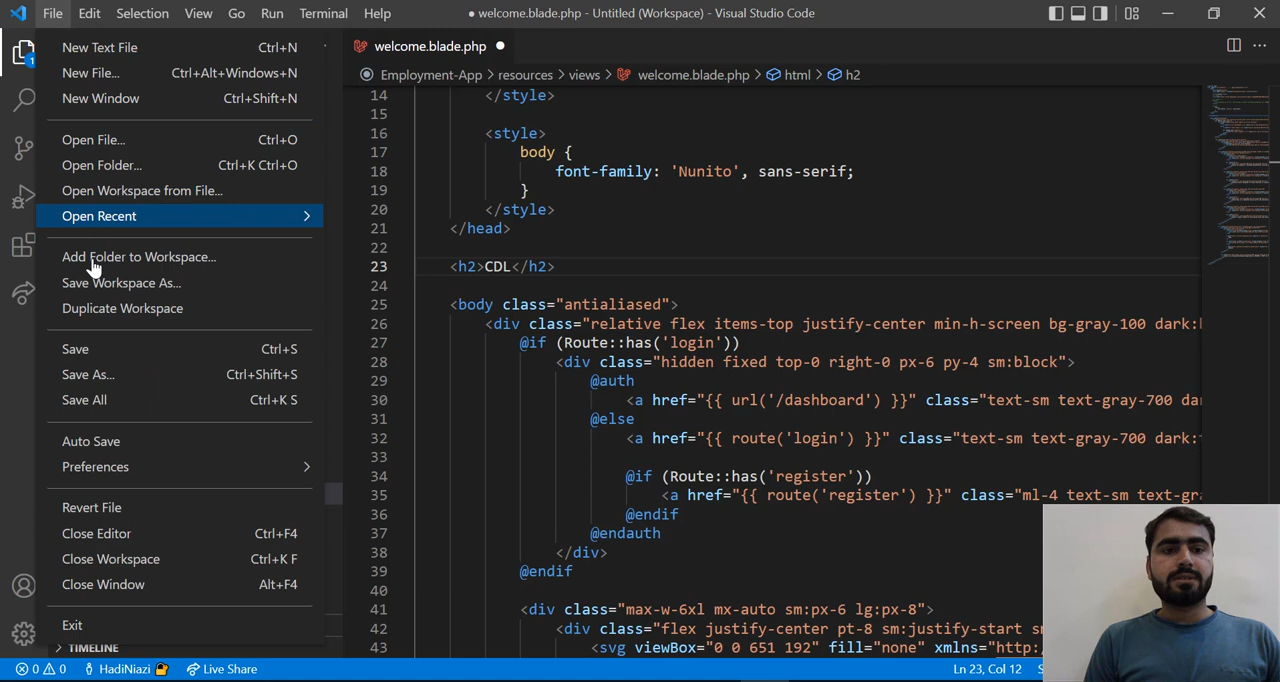 File Edit Selection View Go Run Terminal Help
● welcome.blade.php - Untitled (Workspace) - Visual Studio Code
New Text File Ctrl+N
New File... Ctrl+Alt+Windows+N
New Window Ctrl+Shift+N
Open File... Ctrl+O
Open Folder... Ctrl+K Ctrl+O
Open Workspace from File...
Open Recent
Add Folder to Workspace...
Save Workspace As...
Duplicate Workspace
Save Ctrl+S
Save As... Ctrl+Shift+S
Save All Ctrl+K S
Auto Save
Preferences
Revert File
Close Editor Ctrl+F4
Close Workspace Ctrl+K F
Close Window Alt+F4
Exit
TIMELINE
1
welcome.blade.php ●
Employment-App > resources > views > welcome.blade.php > html > h2
14 </style>
15
16 <style>
17 body {
18 font-family: 'Nunito', sans-serif;
19 }
20 </style>
21 </head>
22
23 <h2>CDL</h2>
24
25 <body class="antialiased">
26 <div class="relative flex items-top justify-center min-h-screen bg-gray-100 dark:
27 @if (Route::has('login'))
28 <div class="hidden fixed top-0 right-0 px-6 py-4 sm:block">
29 @auth
30 <a href="{{ url('/dashboard') }}" class="text-sm text-gray-700 da
31 @else
32 <a href="{{ route('login') }}" class="text-sm text-gray-700 dark:
33
34 @if (Route::has('register'))
35 <a href="{{ route('register') }}" class="ml-4 text-sm text-gra
36 @endif
37 @endauth
38 </div>
39 @endif
40
41 <div class="max-w-6xl mx-auto sm:px-6 lg:px-8">
42 <div class="flex justify-center pt-8 sm:justify-start s
43 <svg viewBox="0 0 651 192" fill="none" xmlns="http:
0 0 HadiNiazi Live Share Ln 23, Col 12